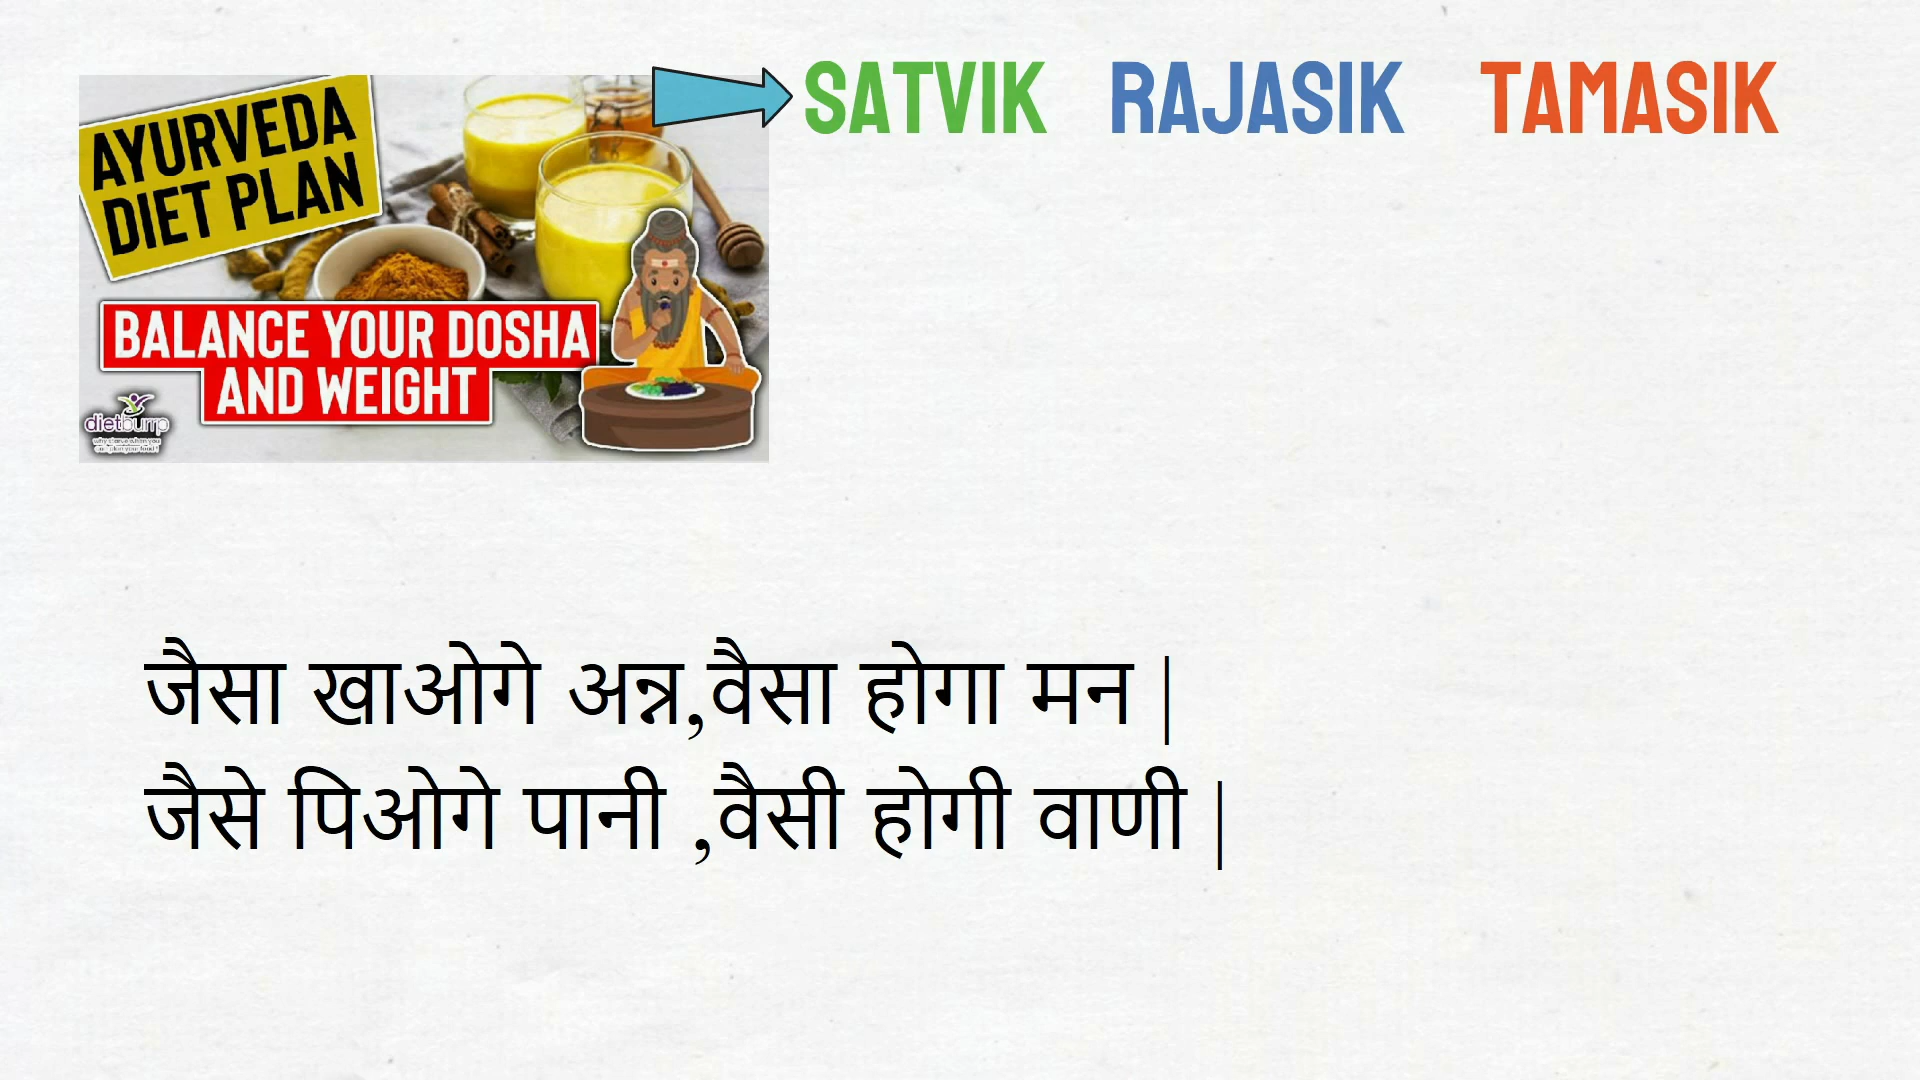 AYURVEDA
DIET PLAN
BALANCE YOUR DOSHA
AND WEIGHT
dietburrp
SATVIK RAJASIK TAMASIK
जैसा खाओगे अन्न,वैसा होगा मन |
जैसे पिओगे पानी ,वैसी होगी वाणी |